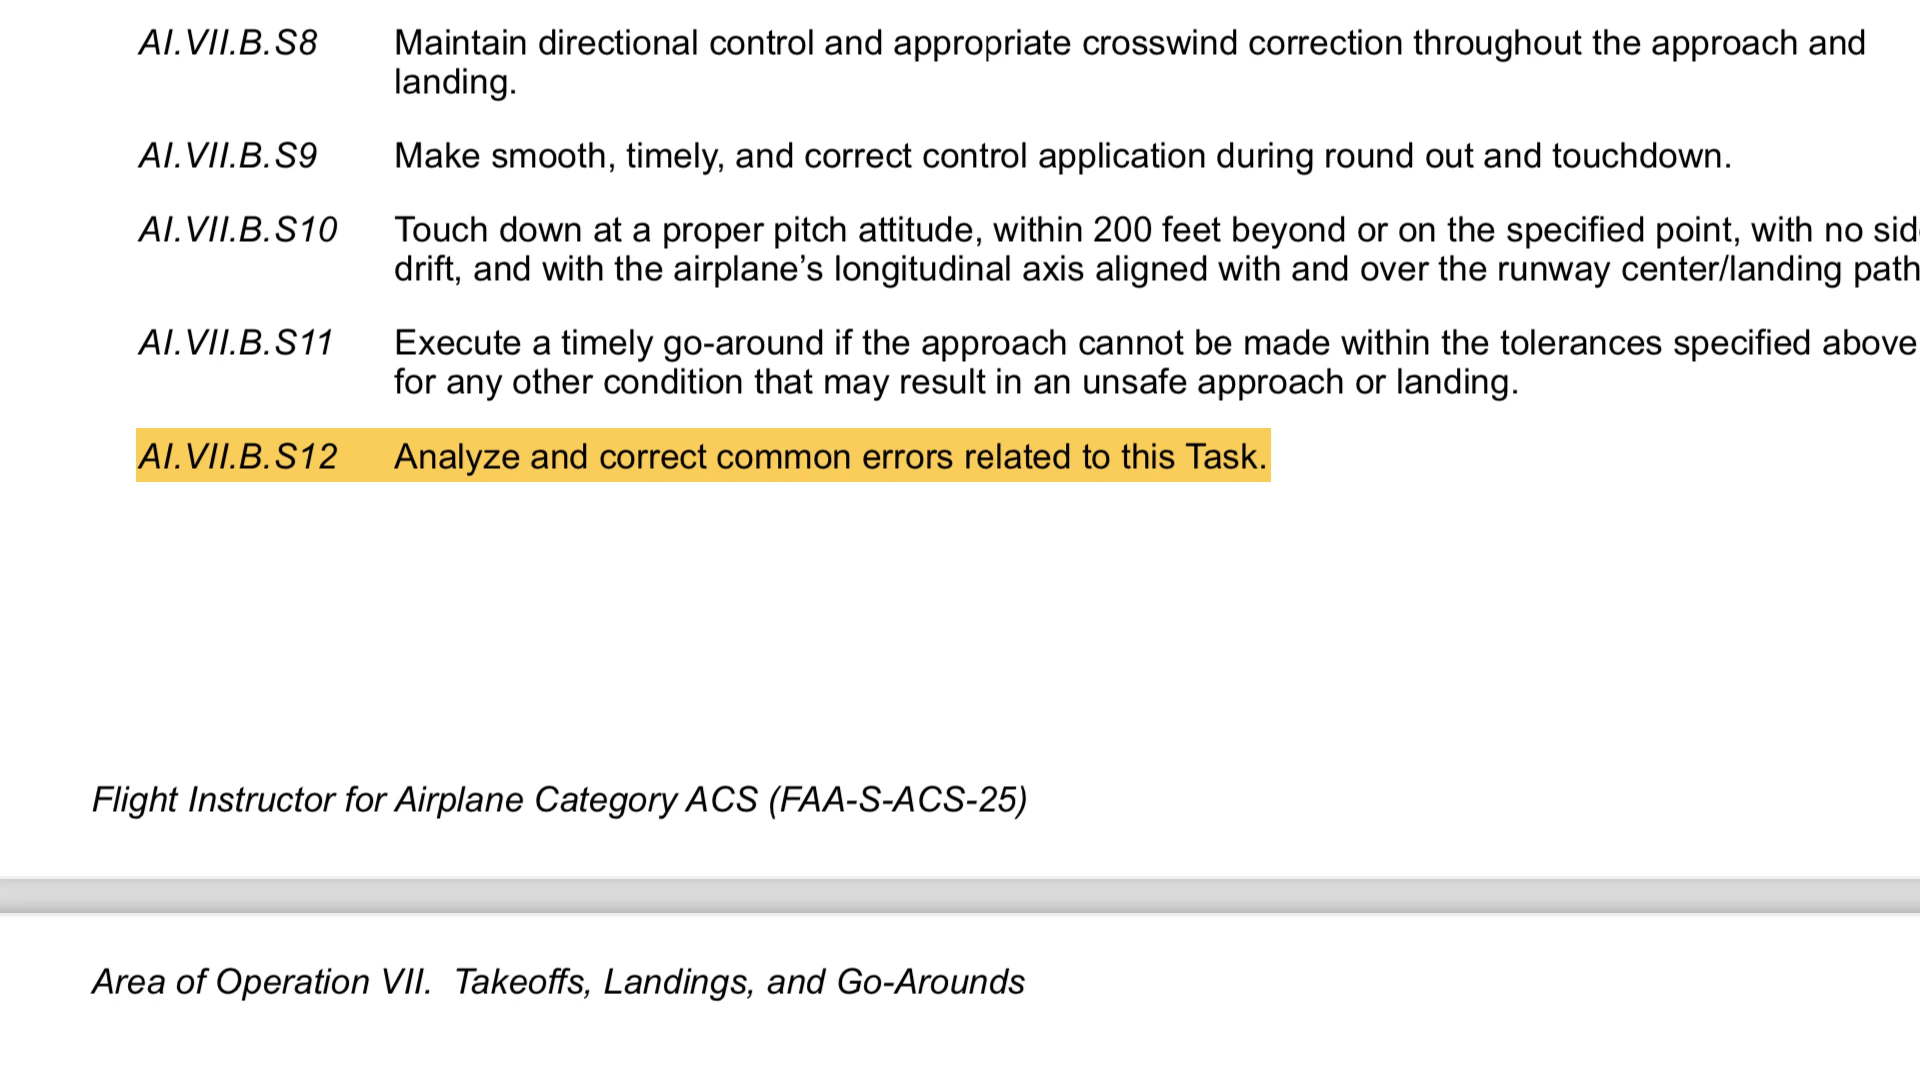 AI.VII.B.S8 Maintain directional control and appropriate crosswind correction throughout the approach and
landing.
AI.VII.B.S9 Make smooth, timely, and correct control application during round out and touchdown.
AI.VII.B.S10 Touch down at a proper pitch attitude, within 200 feet beyond or on the specified point, with no
drift, and with the airplane’s longitudinal axis aligned with and over the runway center/landing path
AI.VII.B.S11 Execute a timely go-around if the approach cannot be made within the tolerances specified above
for any other condition that may result in an unsafe approach or landing.
AI.VII.B.S12 Analyze and correct common errors related to this Task.
Flight Instructor for Airplane Category ACS (FAA-S-ACS-25)
Area of Operation VII. Takeoffs, Landings, and Go-Arounds